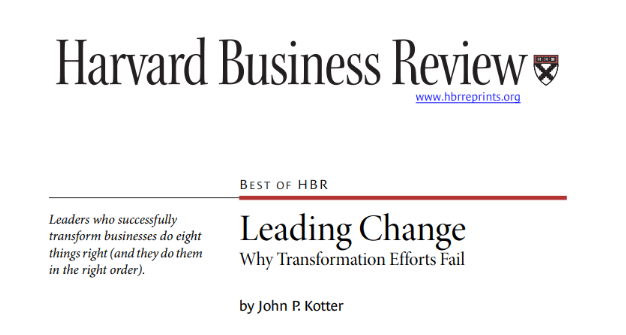 Harvard Business Review
www.hbrreprints.org
BEST OF HBR
Leaders who successfully
transform businesses do eight
things right (and they do them
in the right order).
Leading Change
Why Transformation Efforts Fail
by John P. Kotter